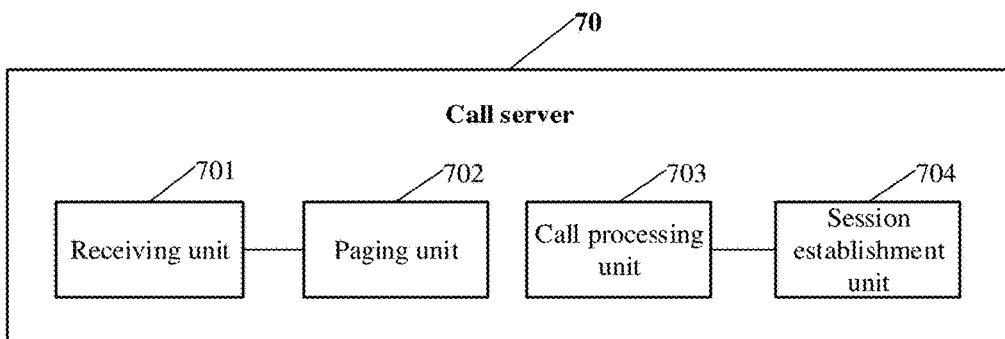 70
Call server
701
702
703
704
Receiving unit
Paging unit
Call processing
unit
Session
establishment
unit